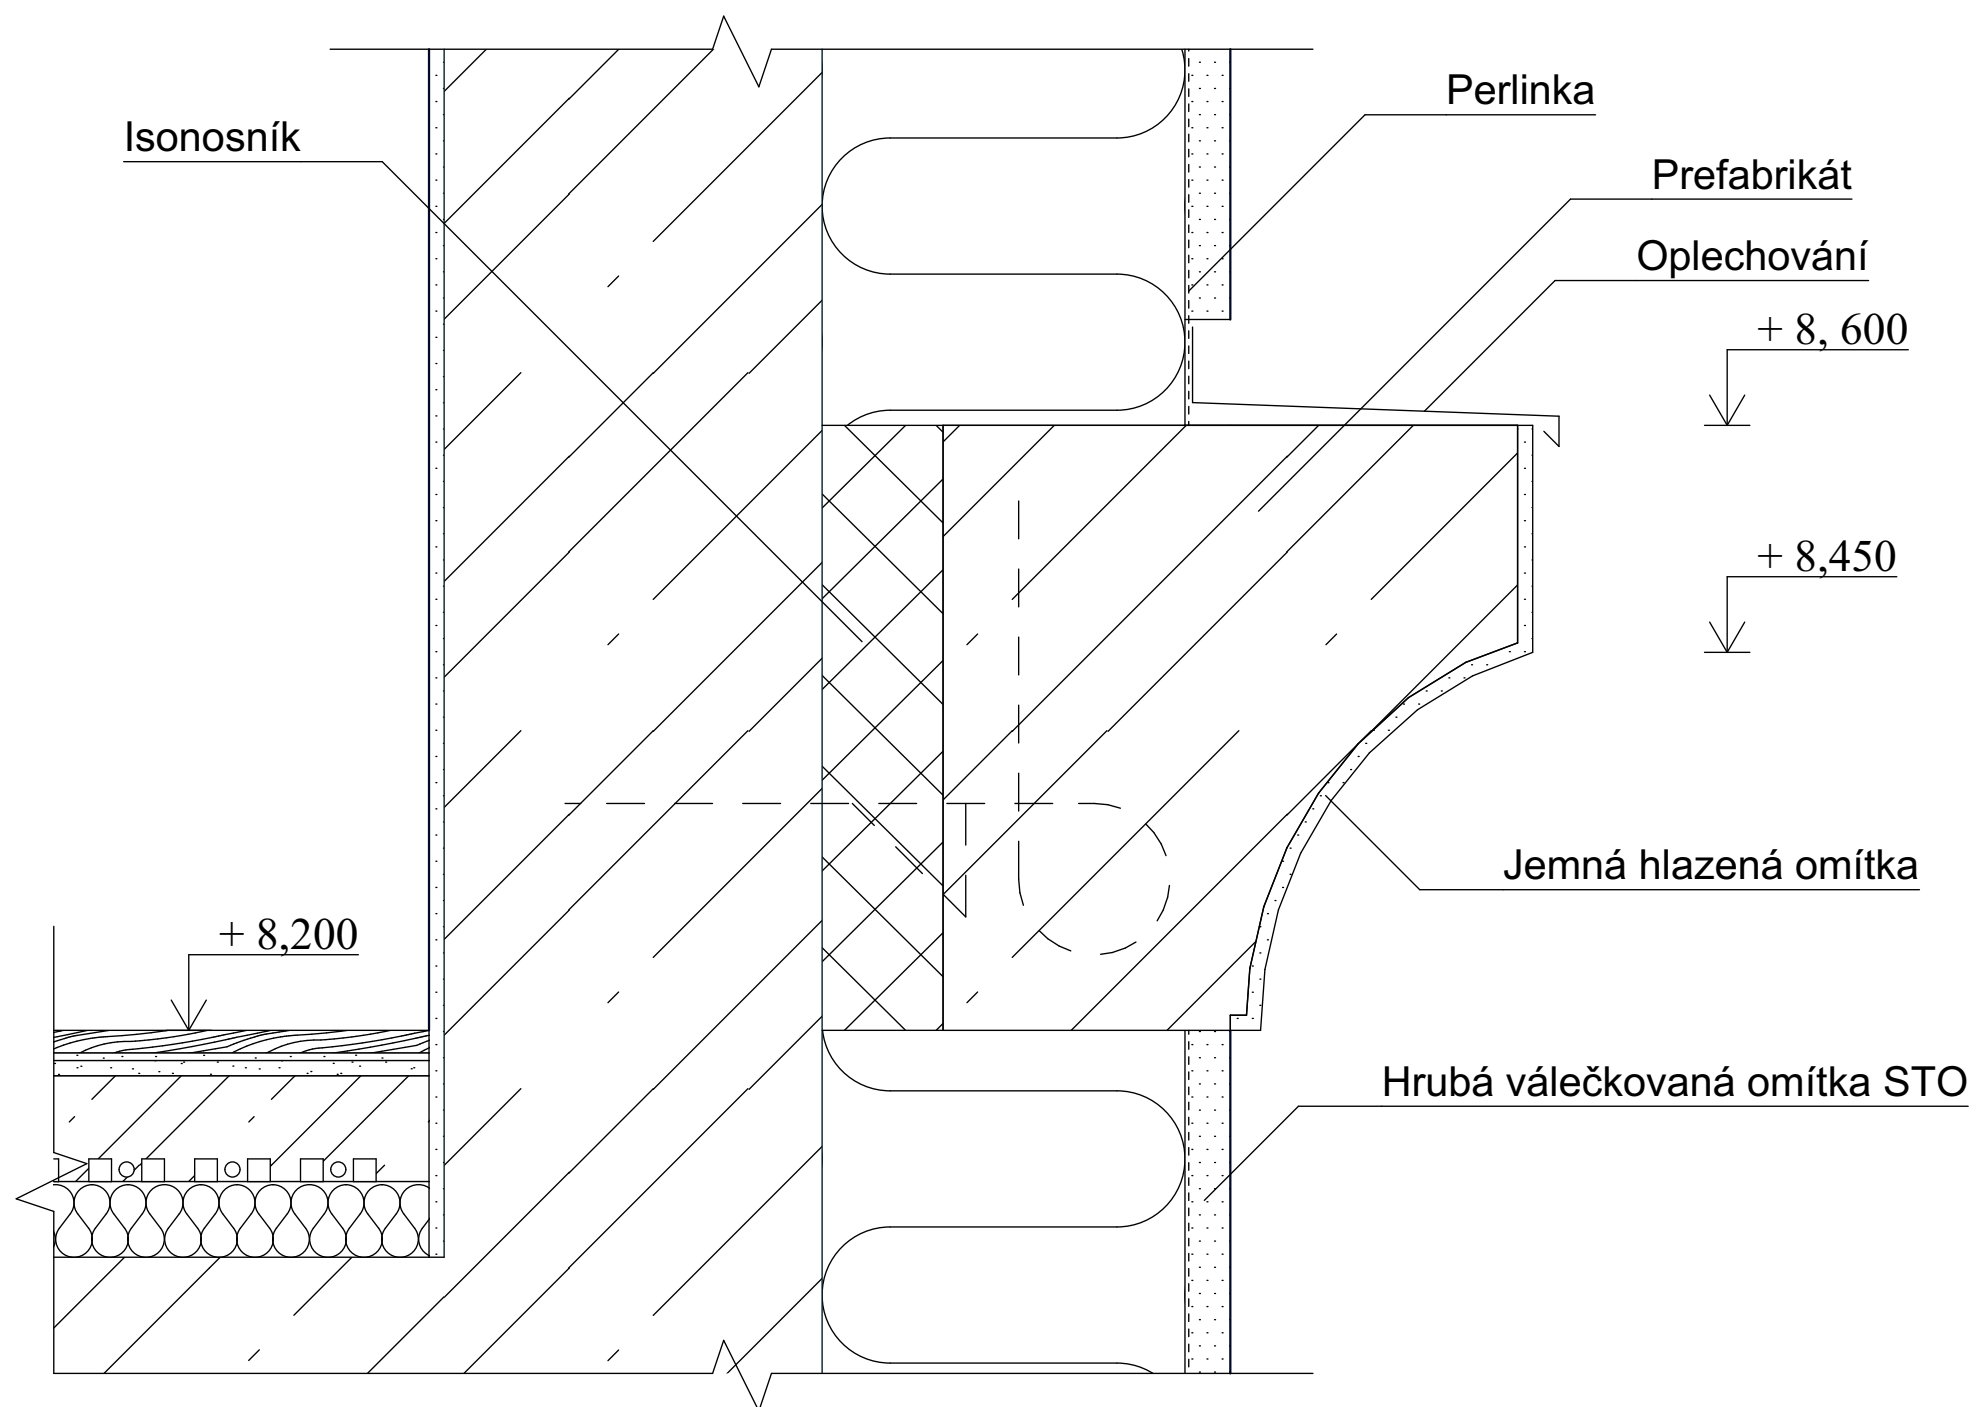 Perlinka
Isonosník
Prefabrikát
Oplechování
+ 8, 600
+ 8,450
Jemná hlazená omítka
+ 8,200
Hrubá válečkovaná omítka STO